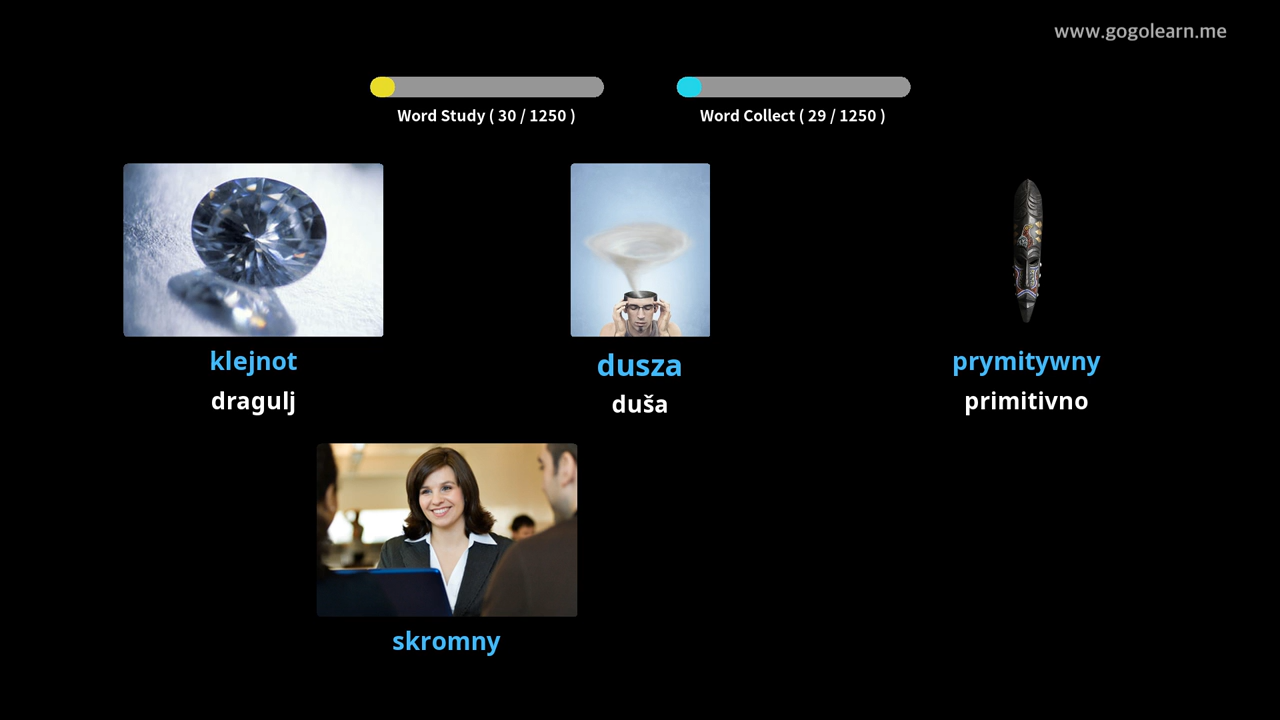 www.gogolearn.me
Word Study ( 30 / 1250 )
Word Collect ( 29 / 1250 )
klejnot
dragulj
dusza
duša
prymitywny
primitivno
skromny